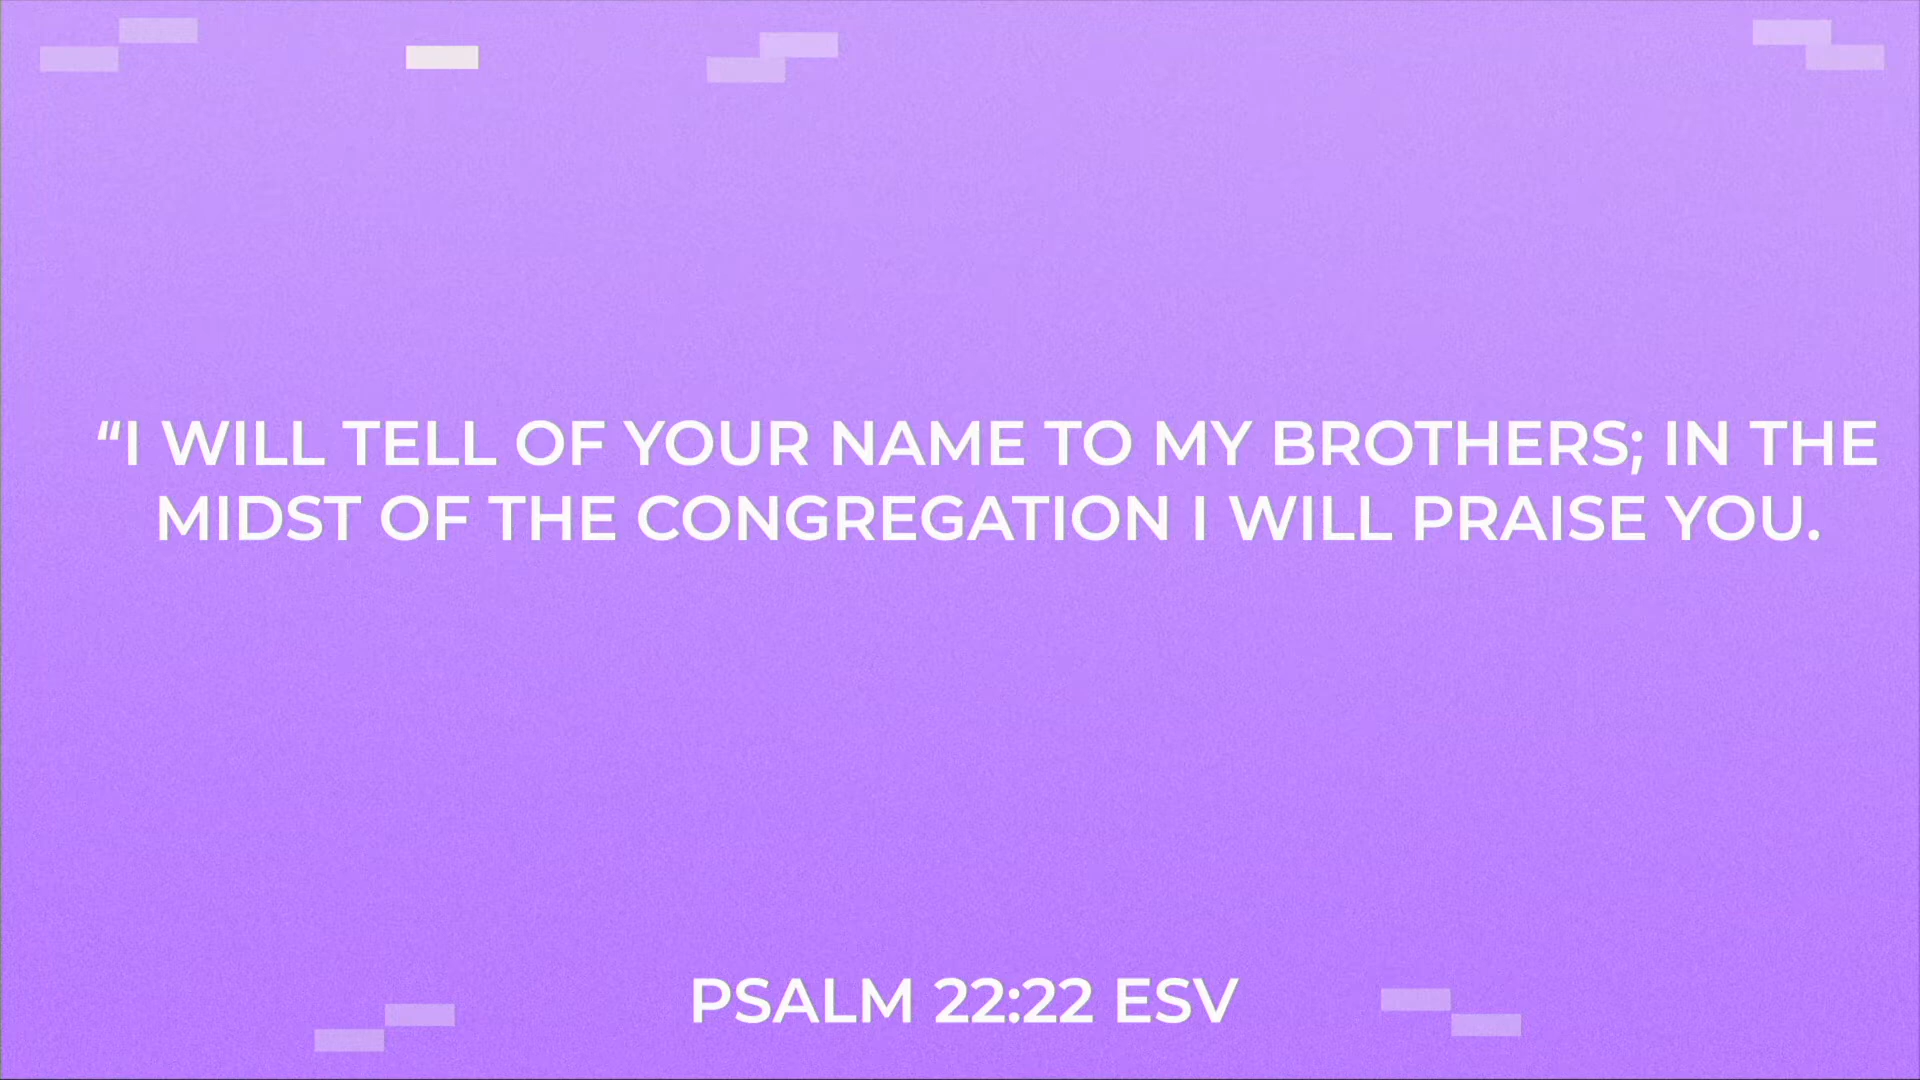 “I WILL TELL OF YOUR NAME TO MY BROTHERS; IN THE
MIDST OF THE CONGREGATION I WILL PRAISE YOU.
PSALM 22:22 ESV